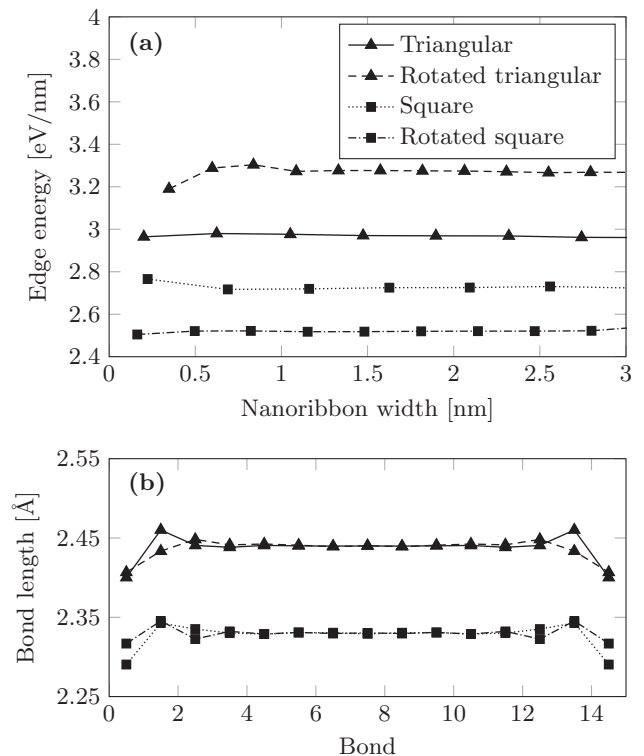 (a)
Triangular
Rotated triangular
Square
Rotated square
4
3.8
3.6
3.4
3.2
3
2.8
2.6
2.4
Edge energy [eV/nm]
0 0.5 1 1.5 2 2.5 3
Nanoribbon width [nm]
(b)
2.55
2.45
2.35
2.25
Bond length [Å]
0 2 4 6 8 10 12 14
Bond